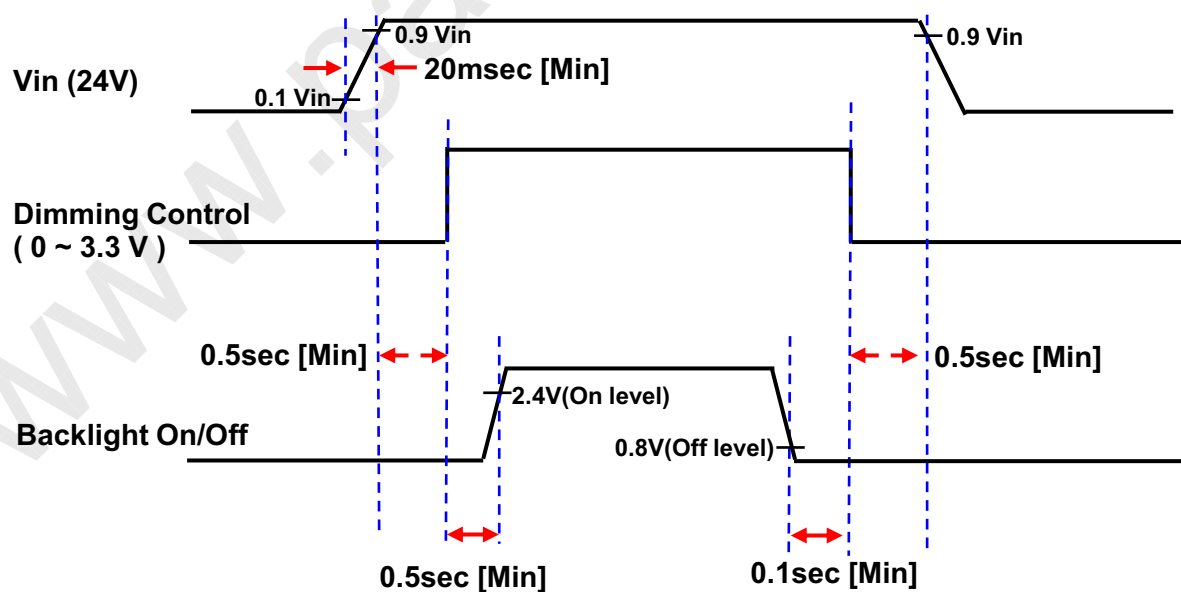 www.pa
0.9 Vin
0.9 Vin
Vin (24V)
20msec [Min]
0.1 Vin
Dimming Control
( 0 ~ 3.3 V )
0.5sec [Min]
0.5sec [Min]
2.4V(On level)
Backlight On/Off
0.8V(Off level)
0.5sec [Min]
0.1sec [Min]